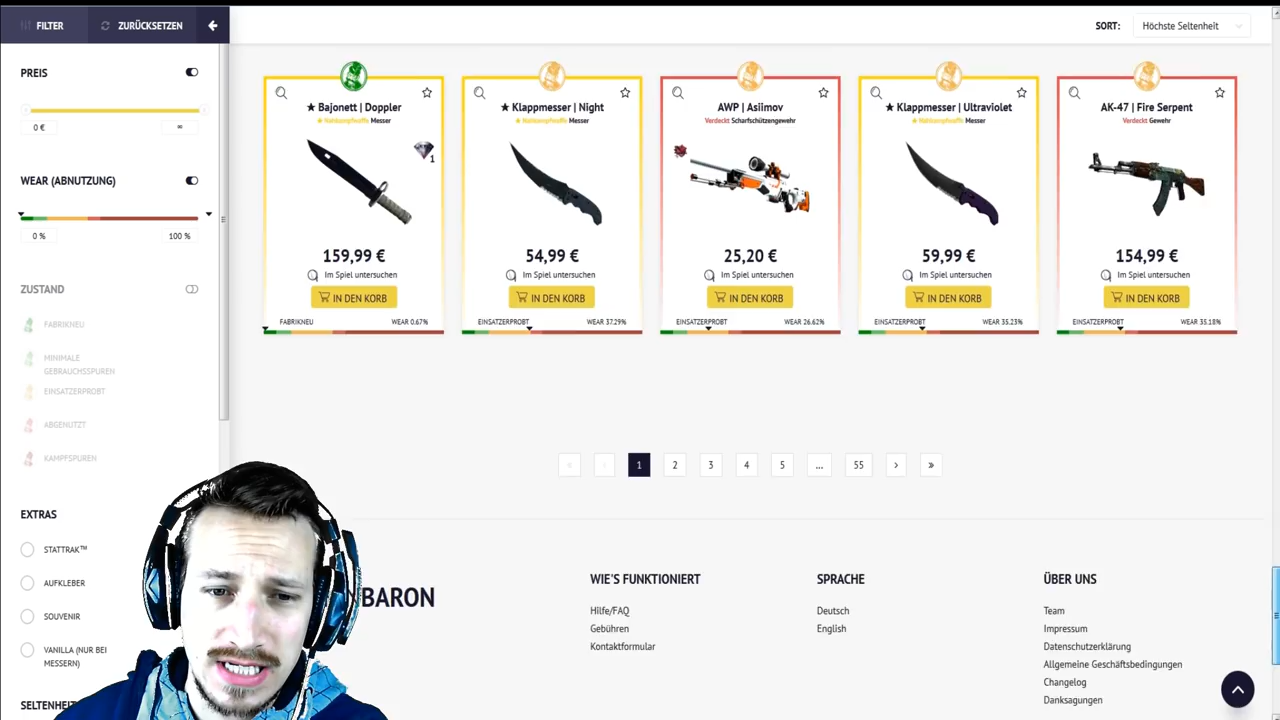 FILTER
ZURÜCKSETZEN
SORT:
Höchste Seltenheit
PREIS
0 €
∞
WEAR (ABNUTZUNG)
0 %
100 %
ZUSTAND
FABRIKNEU
MINIMALE
GEBRAUCHSSPUREN
EINSATZERPROBT
ABGENUTZT
KAMPFSPUREN
EXTRAS
STATTRAK™
AUFKLEBER
SOUVENIR
VANILLA (NUR BEI
MESSERN)
★ Bajonett | Doppler
★ Nahkampfwaffe Messer
1
159,99 €
Im Spiel untersuchen
IN DEN KORB
FABRIKNEU WEAR 0.67%
★ Klappmesser | Night
★ Nahkampfwaffe Messer
54,99 €
Im Spiel untersuchen
IN DEN KORB
EINSATZERPROBT WEAR 37.29%
AWP | Asiimov
Verdeckt Scharfschützengewehr
25,20 €
Im Spiel untersuchen
IN DEN KORB
EINSATZERPROBT WEAR 26.62%
★ Klappmesser | Ultraviolet
★ Nahkampfwaffe Messer
59,99 €
Im Spiel untersuchen
IN DEN KORB
EINSATZERPROBT WEAR 35.23%
AK-47 | Fire Serpent
Verdeckt Gewehr
154,99 €
Im Spiel untersuchen
IN DEN KORB
EINSATZERPROBT WEAR 35.18%
« ‹ 1 2 3 4 5 ... 55 › »
BARON
WIE'S FUNKTIONIERT
Hilfe/FAQ
Gebühren
Kontaktformular
SPRACHE
Deutsch
English
ÜBER UNS
Team
Impressum
Datenschutzerklärung
Allgemeine Geschäftsbedingungen
Changelog
Danksagungen